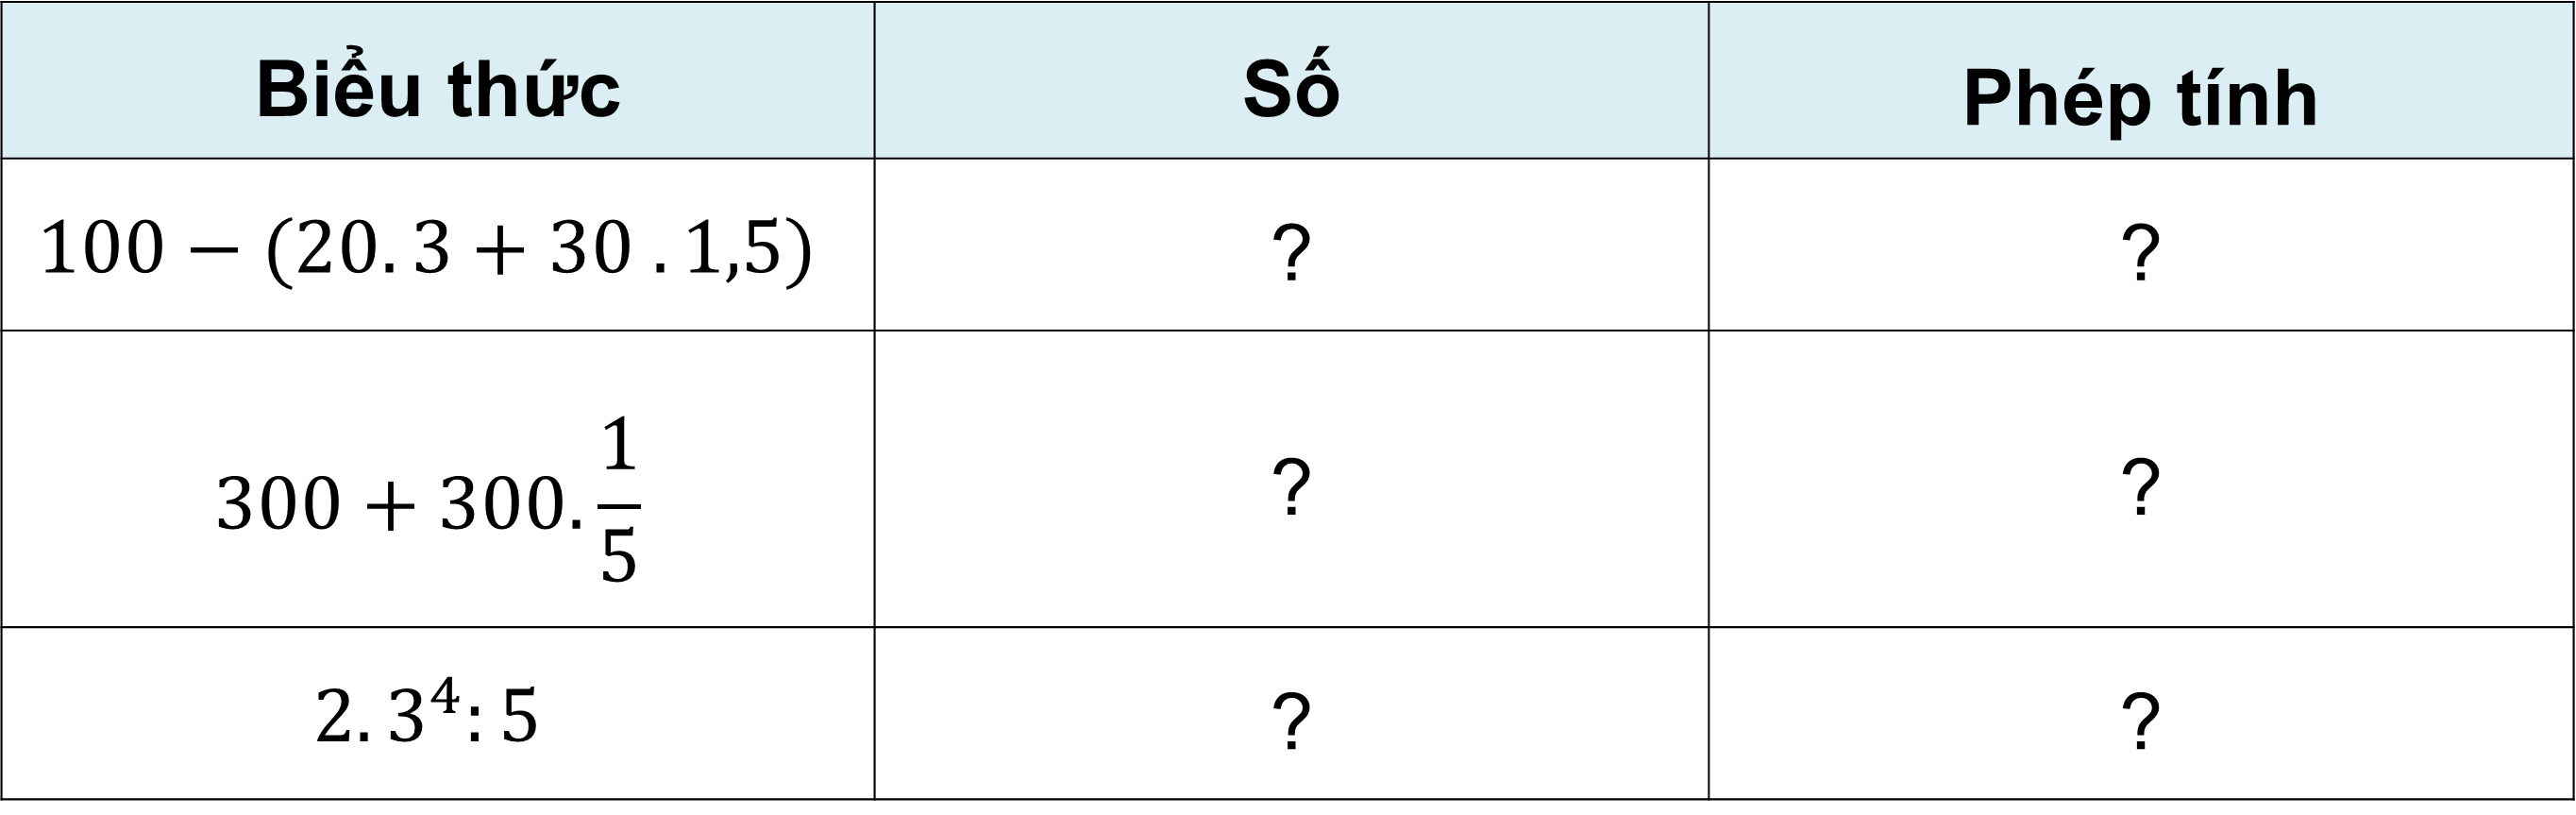 Biểu thức Số Phép tính
100 − (20. 3 + 30 . 1,5) ? ?
300 + 300. 1/5 ? ?
2. 3⁴: 5 ? ?